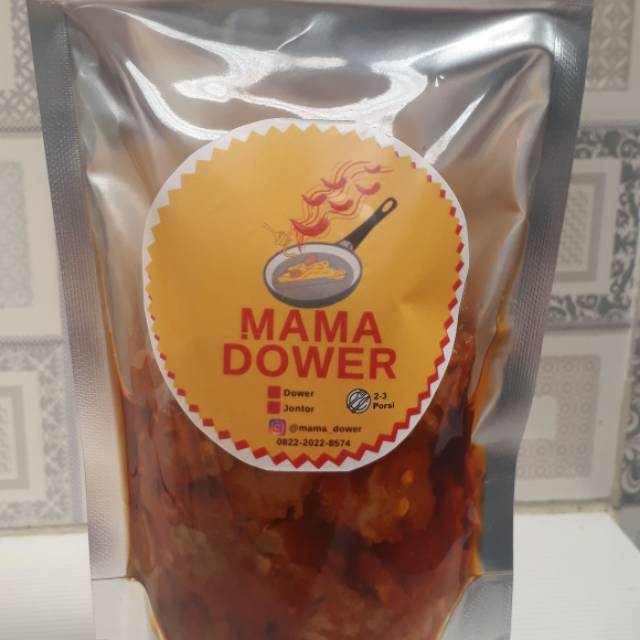 MAMA
DOWER
Dower
Jontor
2-3
Porsi
@mama_dower
0822-2022-8574